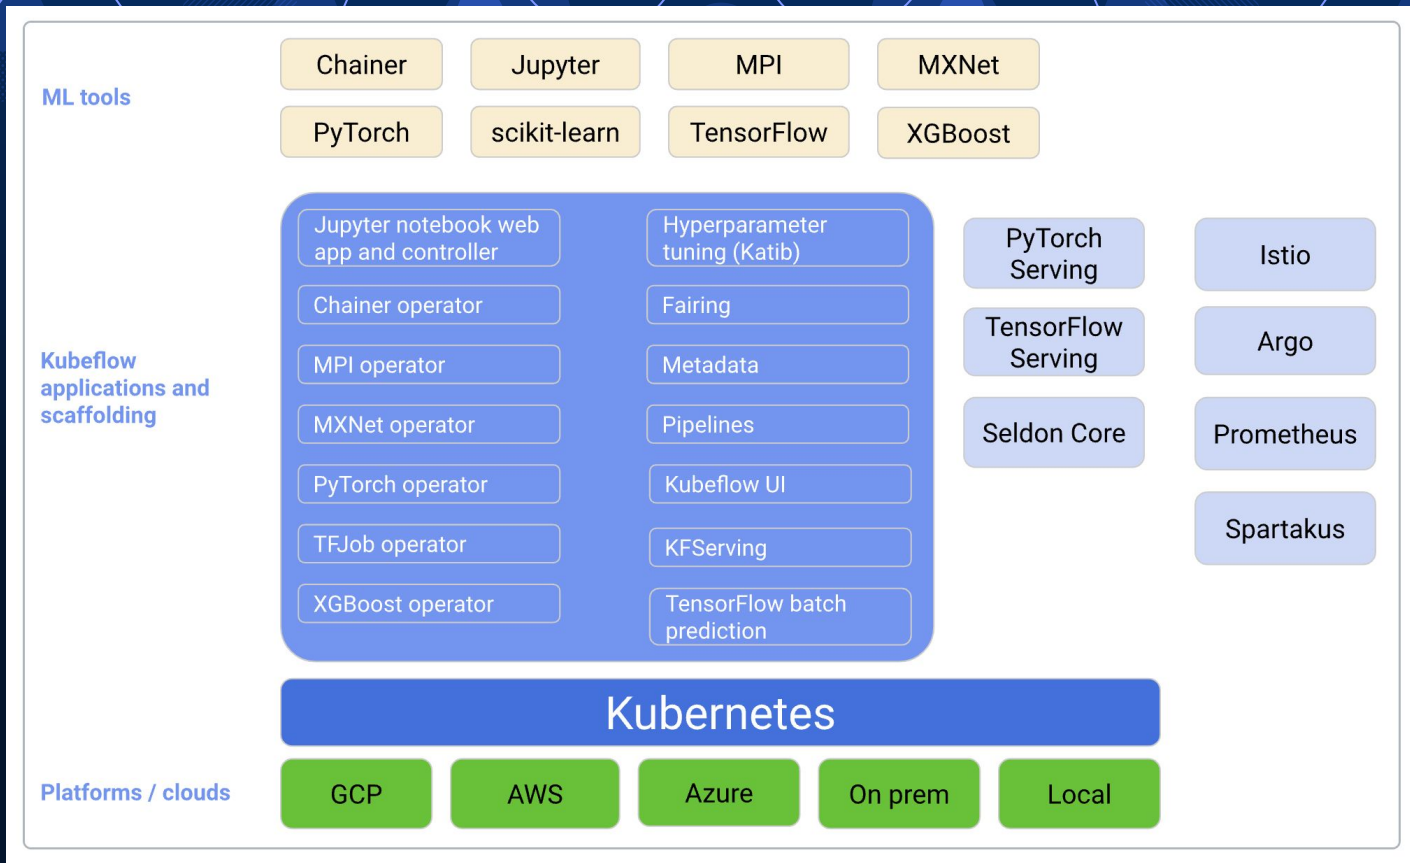 ML tools
Chainer
Jupyter
MPI
MXNet
PyTorch
scikit-learn
TensorFlow
XGBoost
Kubeflow
applications and
scaffolding
Jupyter notebook web
app and controller
Chainer operator
MPI operator
MXNet operator
PyTorch operator
TFJob operator
XGBoost operator
Hyperparameter
tuning (Katib)
Fairing
Metadata
Pipelines
Kubeflow UI
KFServing
TensorFlow batch
prediction
PyTorch
Serving
TensorFlow
Serving
Seldon Core
Istio
Argo
Prometheus
Spartakus
Kubernetes
Platforms / clouds
GCP
AWS
Azure
On prem
Local